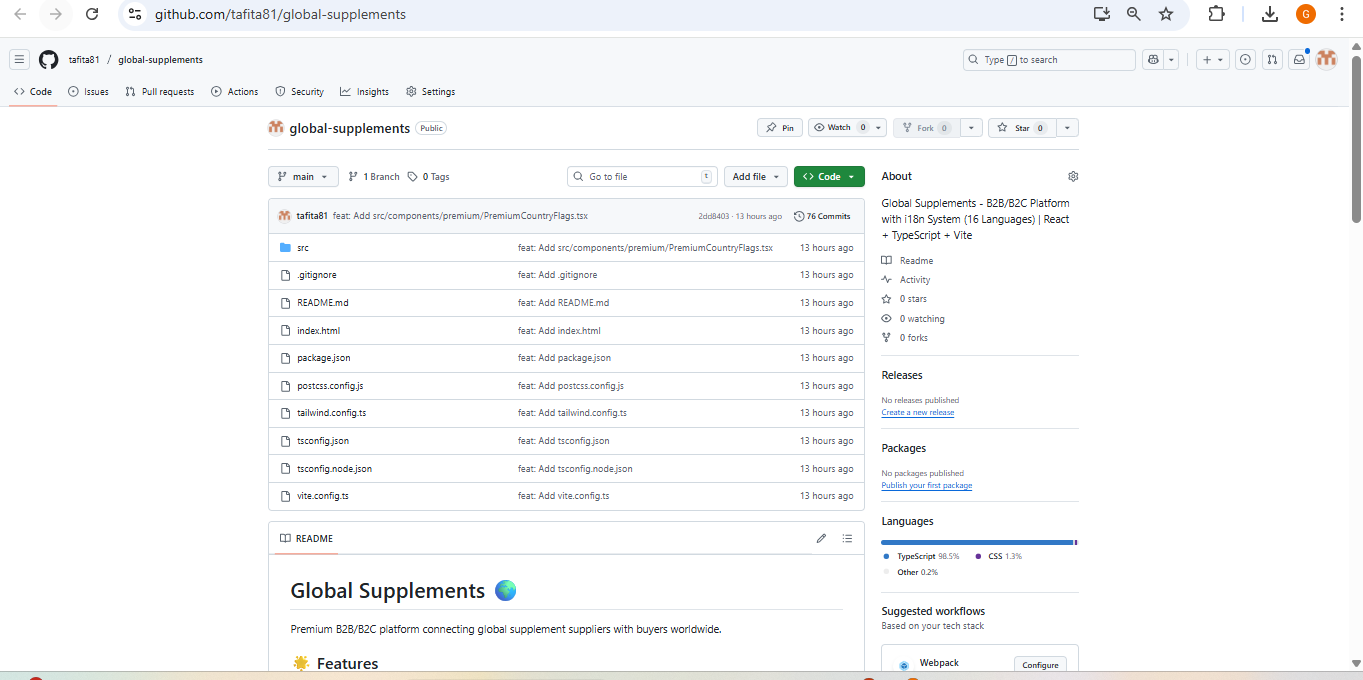 github.com/tafita81/global-supplements
G
tafita81 / global-supplements
Type / to search
Code Issues Pull requests Actions Security Insights Settings
global-supplements Public
Pin Watch 0 Fork 0 Star 0
main 1 Branch 0 Tags Go to file t Add file Code
tafita81 feat: Add src/components/premium/PremiumCountryFlags.tsx 2dd8403 · 13 hours ago 76 Commits
src feat: Add src/components/premium/PremiumCountryFlags.tsx 13 hours ago
.gitignore feat: Add .gitignore 13 hours ago
README.md feat: Add README.md 13 hours ago
index.html feat: Add index.html 13 hours ago
package.json feat: Add package.json 13 hours ago
postcss.config.js feat: Add postcss.config.js 13 hours ago
tailwind.config.ts feat: Add tailwind.config.ts 13 hours ago
tsconfig.json feat: Add tsconfig.json 13 hours ago
tsconfig.node.json feat: Add tsconfig.node.json 13 hours ago
vite.config.ts feat: Add vite.config.ts 13 hours ago
README
Global Supplements
Premium B2B/B2C platform connecting global supplement suppliers with buyers worldwide.
Features
About
Global Supplements - B2B/B2C Platform
with i18n System (16 Languages) | React
+ TypeScript + Vite
Readme
Activity
0 stars
0 watching
0 forks
Releases
No releases published
Create a new release
Packages
No packages published
Publish your first package
Languages
TypeScript 98.5% CSS 1.3%
Other 0.2%
Suggested workflows
Based on your tech stack
Webpack Configure